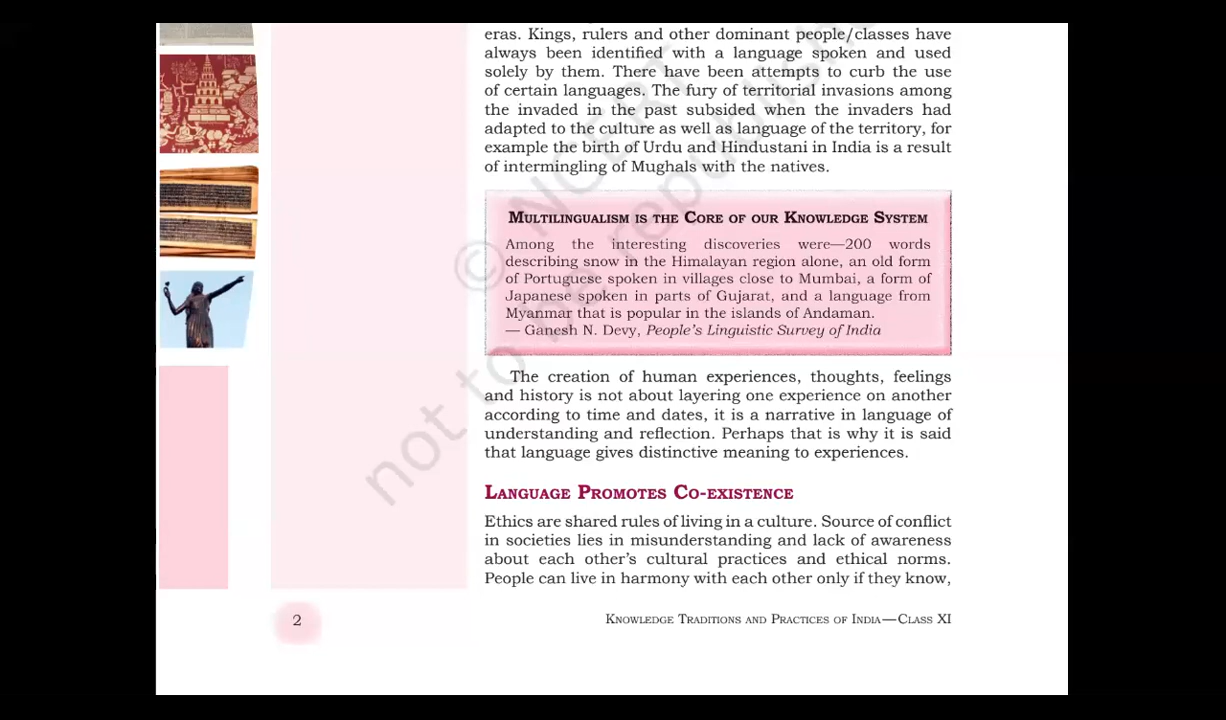 eras. Kings, rulers and other dominant people/classes have
always been identified with a language spoken and used
solely by them. There have been attempts to curb the use
of certain languages. The fury of territorial invasions among
the invaded in the past subsided when the invaders had
adapted to the culture as well as language of the territory, for
example the birth of Urdu and Hindustani in India is a result
of intermingling of Mughals with the natives.
MULTILINGUALISM IS THE CORE OF OUR KNOWLEDGE SYSTEM
Among the interesting discoveries were—200 words
describing snow in the Himalayan region alone, an old form
of Portuguese spoken in villages close to Mumbai, a form of
Japanese spoken in parts of Gujarat, and a language from
Myanmar that is popular in the islands of Andaman.
— Ganesh N. Devy, People's Linguistic Survey of India
The creation of human experiences, thoughts, feelings
and history is not about layering one experience on another
according to time and dates, it is a narrative in language of
understanding and reflection. Perhaps that is why it is said
that language gives distinctive meaning to experiences.
LANGUAGE PROMOTES CO-EXISTENCE
Ethics are shared rules of living in a culture. Source of conflict
in societies lies in misunderstanding and lack of awareness
about each other's cultural practices and ethical norms.
People can live in harmony with each other only if they know,
2
KNOWLEDGE TRADITIONS AND PRACTICES OF INDIA—CLASS XI
© NCERT
not to be republish